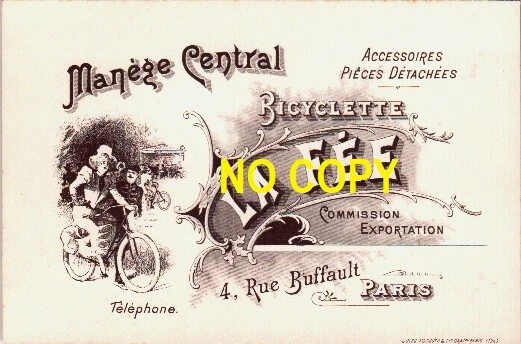 Manège Central
ACCESSOIRES
PIÈCES DÉTACHÉES
BICYCLETTE
LA FÉE
NO COPY
COMMISSION
EXPORTATION
4, Rue Buffault
PARIS
Téléphone.